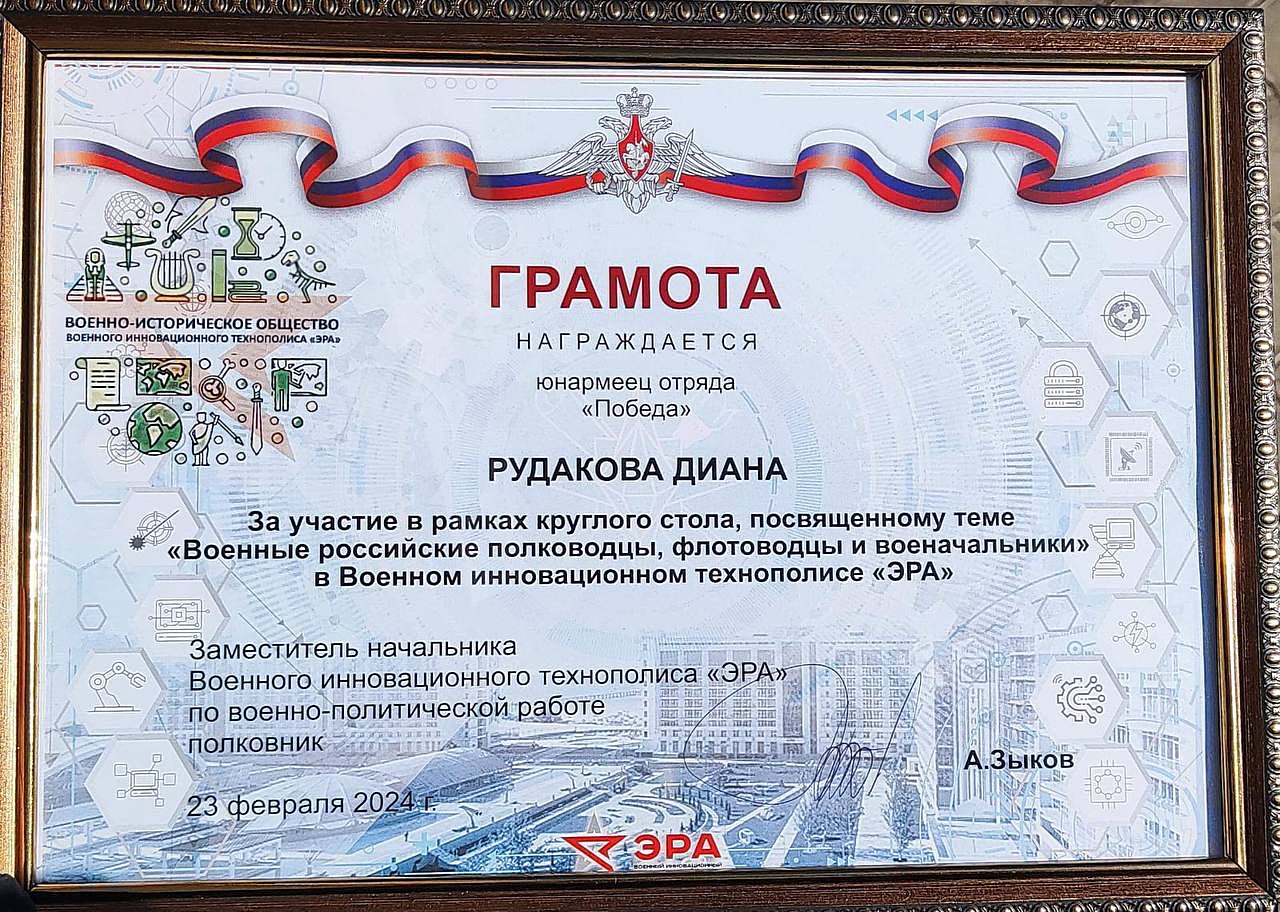 ВОЕННО-ИСТОРИЧЕСКОЕ ОБЩЕСТВО
ВОЕННОГО ИННОВАЦИОННОГО ТЕХНОПОЛИСА «ЭРА»
ГРАМОТА
НАГРАЖДАЕТСЯ
юнармеец отряда
«Победа»
РУДАКОВА ДИАНА
За участие в рамках круглого стола, посвященному теме
«Военные российские полководцы, флотоводцы и военачальники»
в Военном инновационном технополисе «ЭРА»
Заместитель начальника
Военного инновационного технополиса «ЭРА»
по военно-политической работе
полковник
А.Зыков
23 февраля 2024 г.
ЭРА
ВОЕННЫЙ ИННОВАЦИОННЫЙ